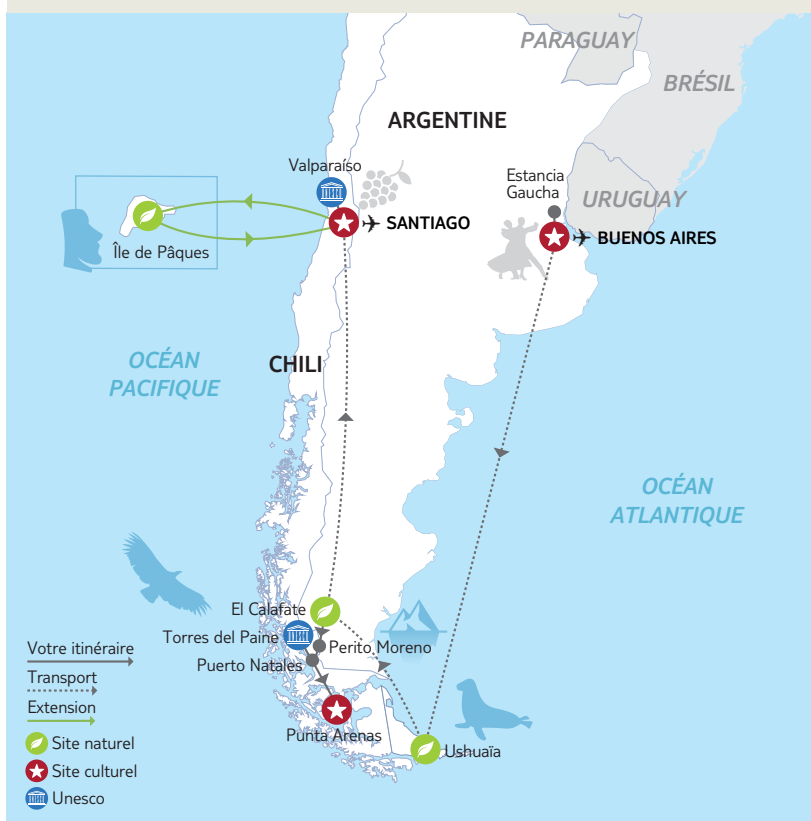 PARAGUAY
BRÉSIL
ARGENTINE
Valparaíso
Estancia
Gaucha
URUGUAY
SANTIAGO
BUENOS AIRES
Île de Pâques
OCÉAN
PACIFIQUE
CHILI
OCÉAN
ATLANTIQUE
El Calafate
Torres del Paine
Perito Moreno
Puerto Natales
Punta Arenas
Ushuaïa
Votre itinéraire
Transport
Extension
Site naturel
Site culturel
Unesco